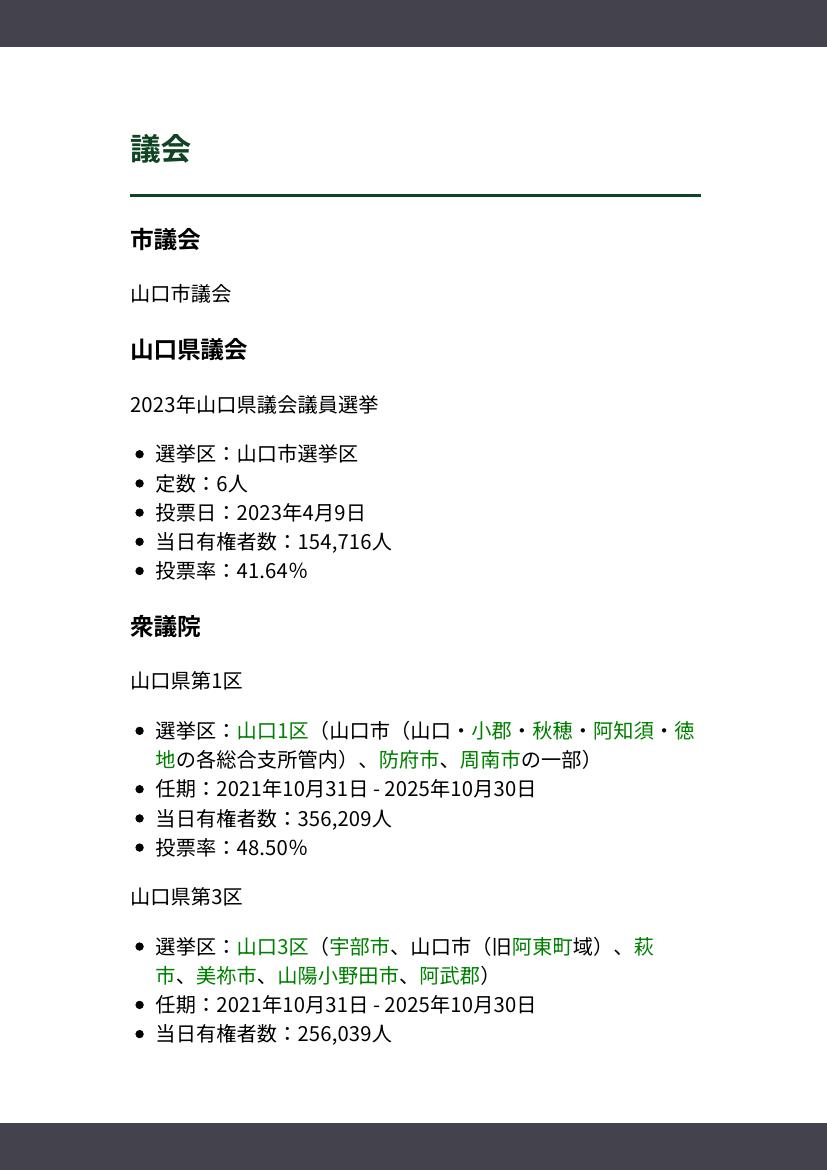 議会
市議会
山口市議会
山口県議会
2023年山口県議会議員選挙
• 選挙区：山口市選挙区
• 定数：6人
• 投票日：2023年4月9日
• 当日有権者数：154,716人
• 投票率：41.64%
衆議院
山口県第1区
• 選挙区：山口1区（山口市（山口・小郡・秋穂・阿知須・徳
地の各総合支所管内）、防府市、周南市の一部）
• 任期：2021年10月31日 - 2025年10月30日
• 当日有権者数：356,209人
• 投票率：48.50%
山口県第3区
• 選挙区：山口3区（宇部市、山口市（旧阿東町域）、萩
市、美祢市、山陽小野田市、阿武郡）
• 任期：2021年10月31日 - 2025年10月30日
• 当日有権者数：256,039人